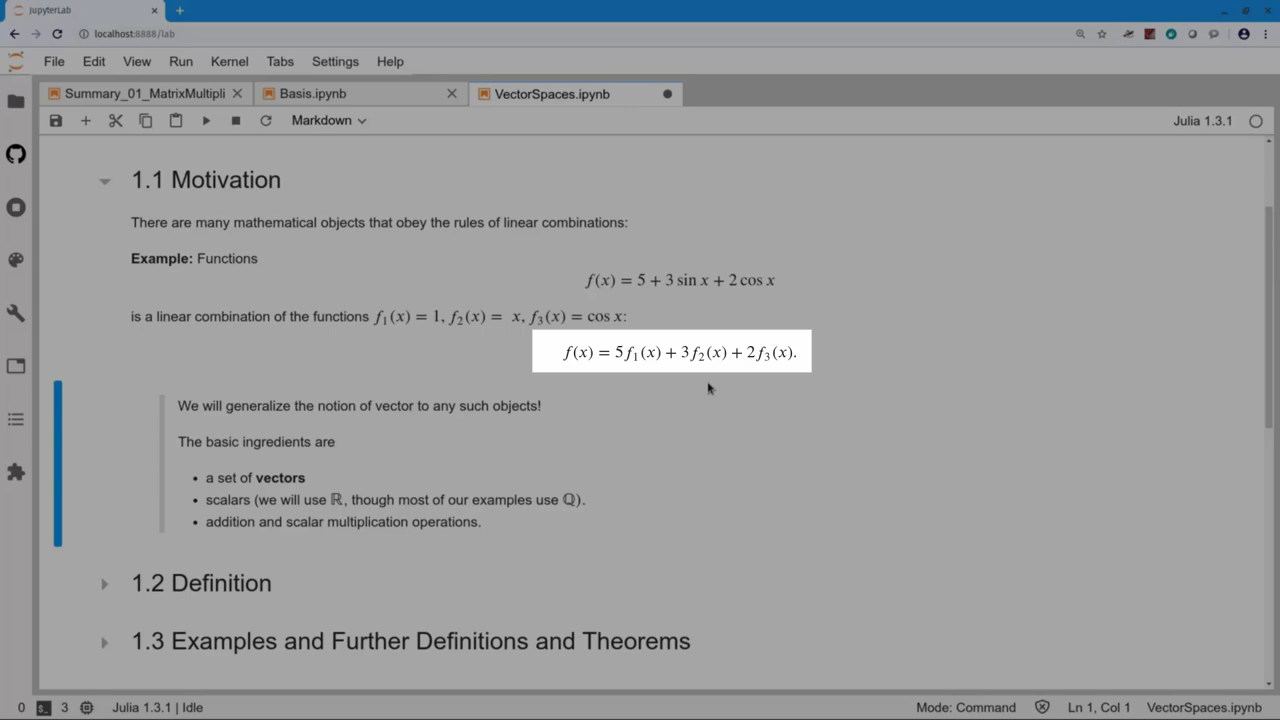 JupyterLab
localhost:8888/lab
File Edit View Run Kernel Tabs Settings Help
Summary_01_MatrixMultipli Basis.ipynb VectorSpaces.ipynb
Markdown Julia 1.3.1
1.1 Motivation
There are many mathematical objects that obey the rules of linear combinations:
Example: Functions
f(x) = 5 + 3 sin x + 2 cos x
is a linear combination of the functions f₁(x) = 1, f₂(x) = x, f₃(x) = cos x:
f(x) = 5f₁(x) + 3f₂(x) + 2f₃(x).
We will generalize the notion of vector to any such objects!
The basic ingredients are
• a set of vectors
• scalars (we will use ℝ, though most of our examples use ℚ).
• addition and scalar multiplication operations.
1.2 Definition
1.3 Examples and Further Definitions and Theorems
0 $_ 3 Julia 1.3.1 | Idle Mode: Command Ln 1, Col 1 VectorSpaces.ipynb